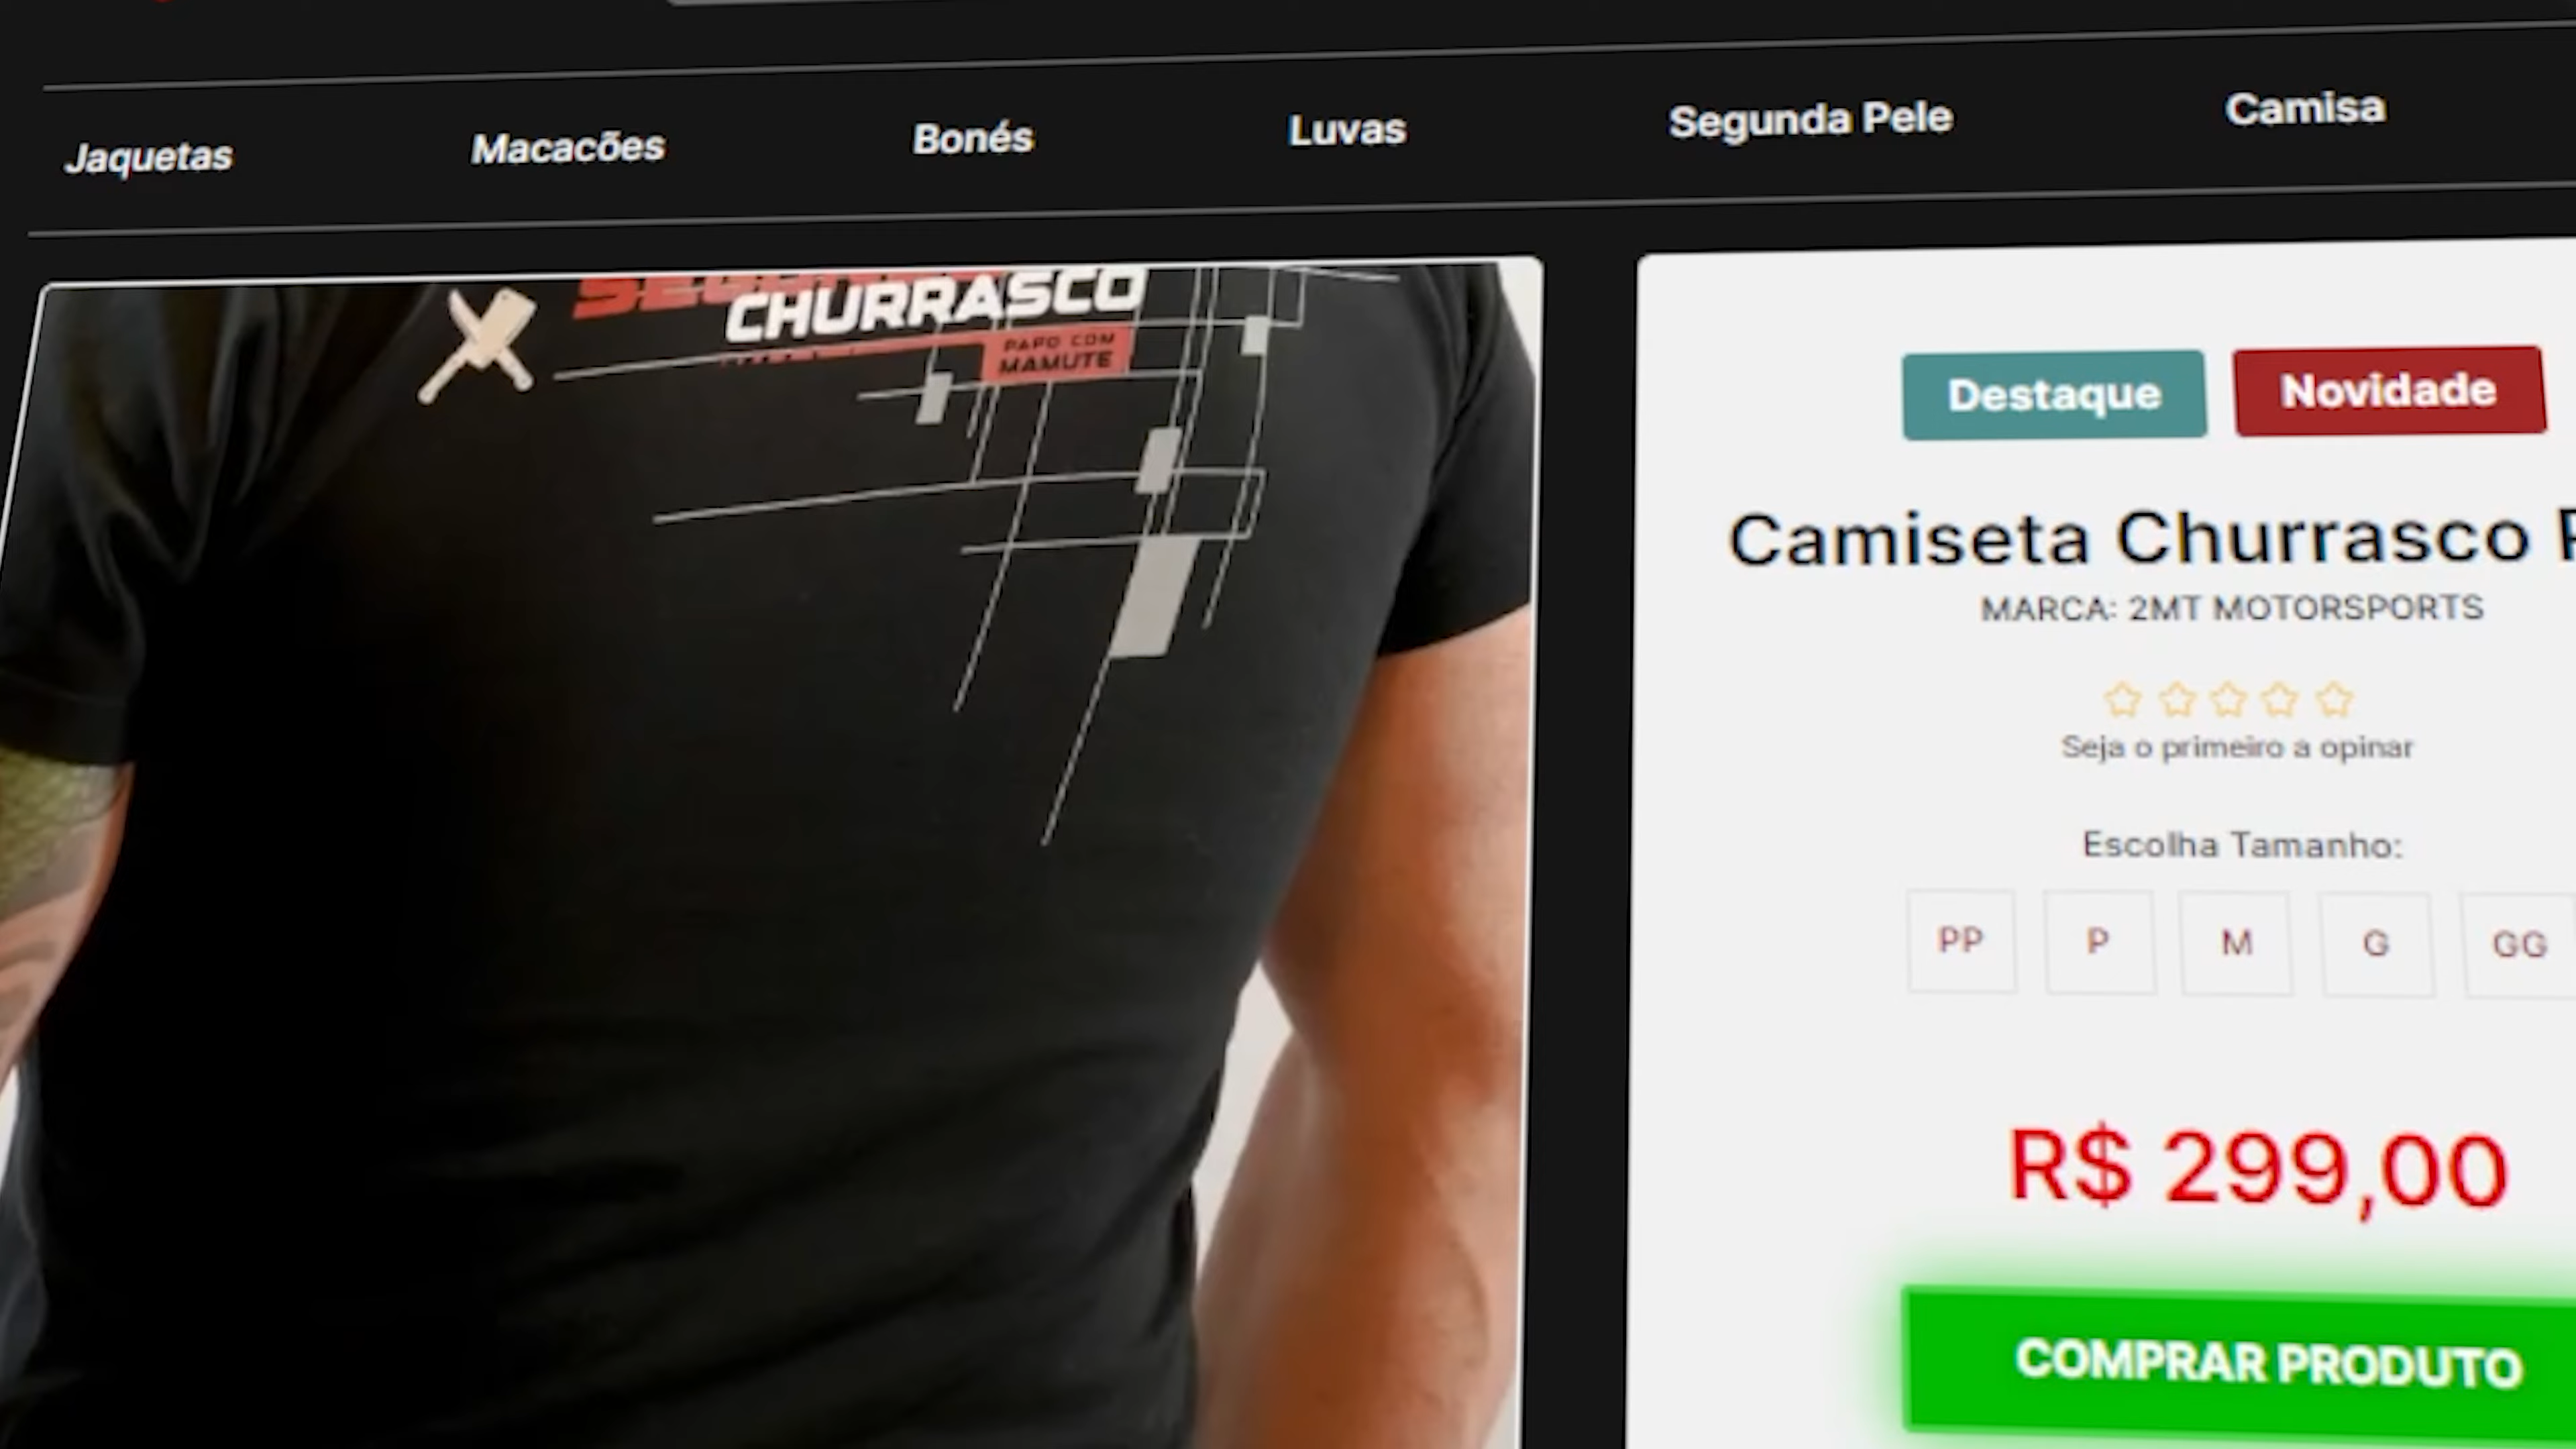 Jaquetas
Macacões
Bonés
Luvas
Segunda Pele
Camisa
CHURRASCO
PAPO COM
MAMUTE
Destaque
Novidade
Camiseta Churrasco
MARCA: 2MT MOTORSPORTS
Seja o primeiro a opinar
Escolha Tamanho:
PP
P
M
G
GG
R$ 299,00
COMPRAR PRODUTO